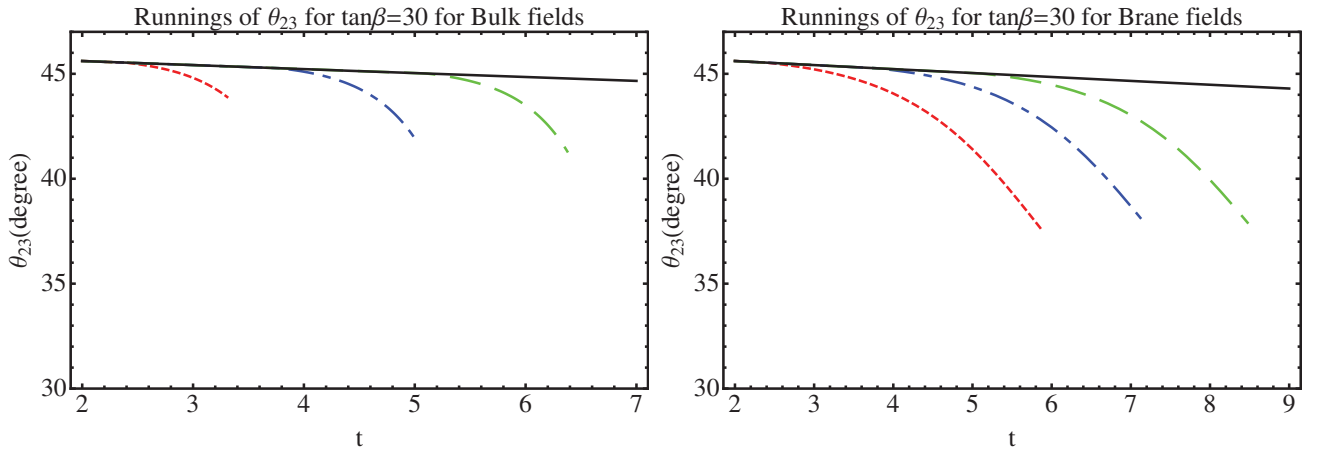 Runnings of θ23 for tanβ=30 for Bulk fields
45
40
35
30
θ23(degree)
2 3 4 5 6 7
t
Runnings of θ23 for tanβ=30 for Brane fields
45
40
35
30
θ23(degree)
2 3 4 5 6 7 8 9
t